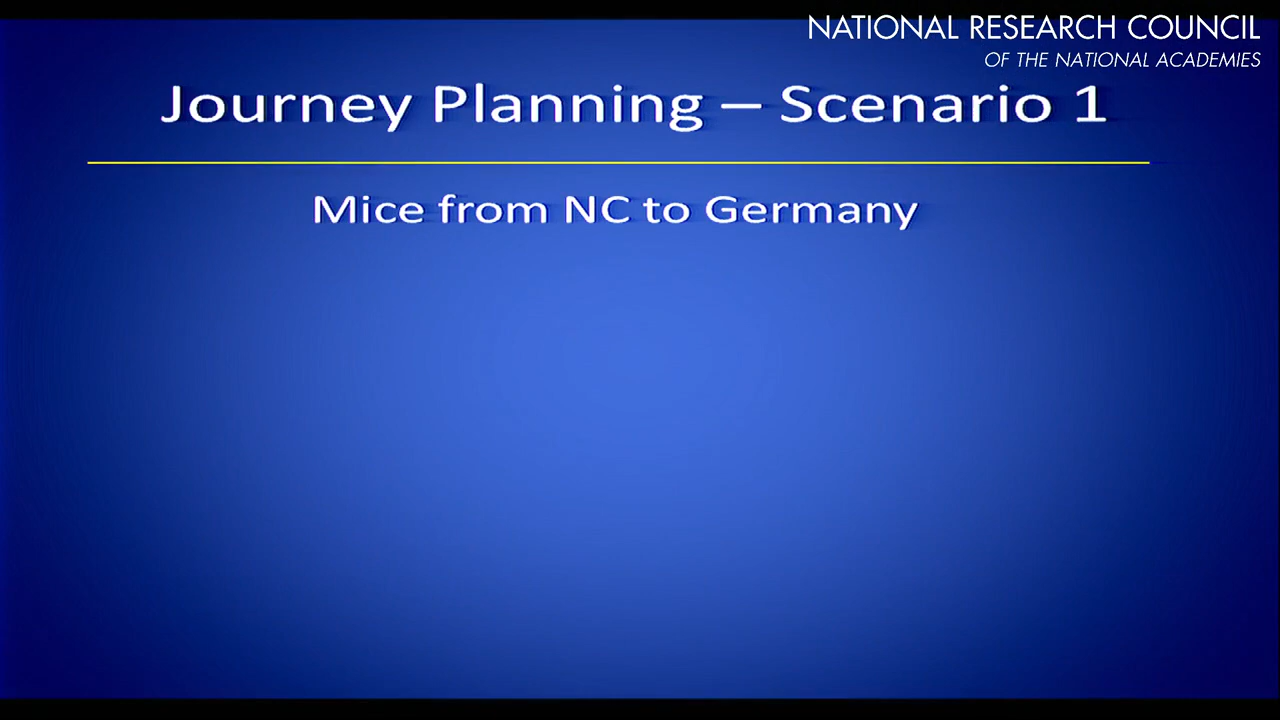 NATIONAL RESEARCH COUNCIL
OF THE NATIONAL ACADEMIES
Journey Planning – Scenario 1
Mice from NC to Germany